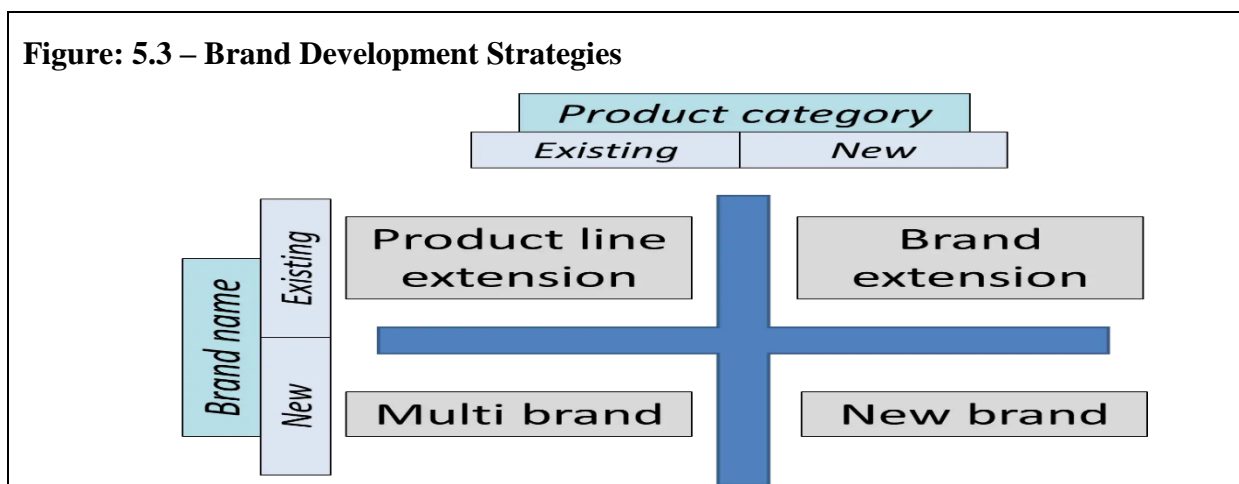 Figure: 5.3 – Brand Development Strategies
Product category
Existing New
Brand name
Existing
Product line
extension
Brand
extension
New
Multi brand
New brand